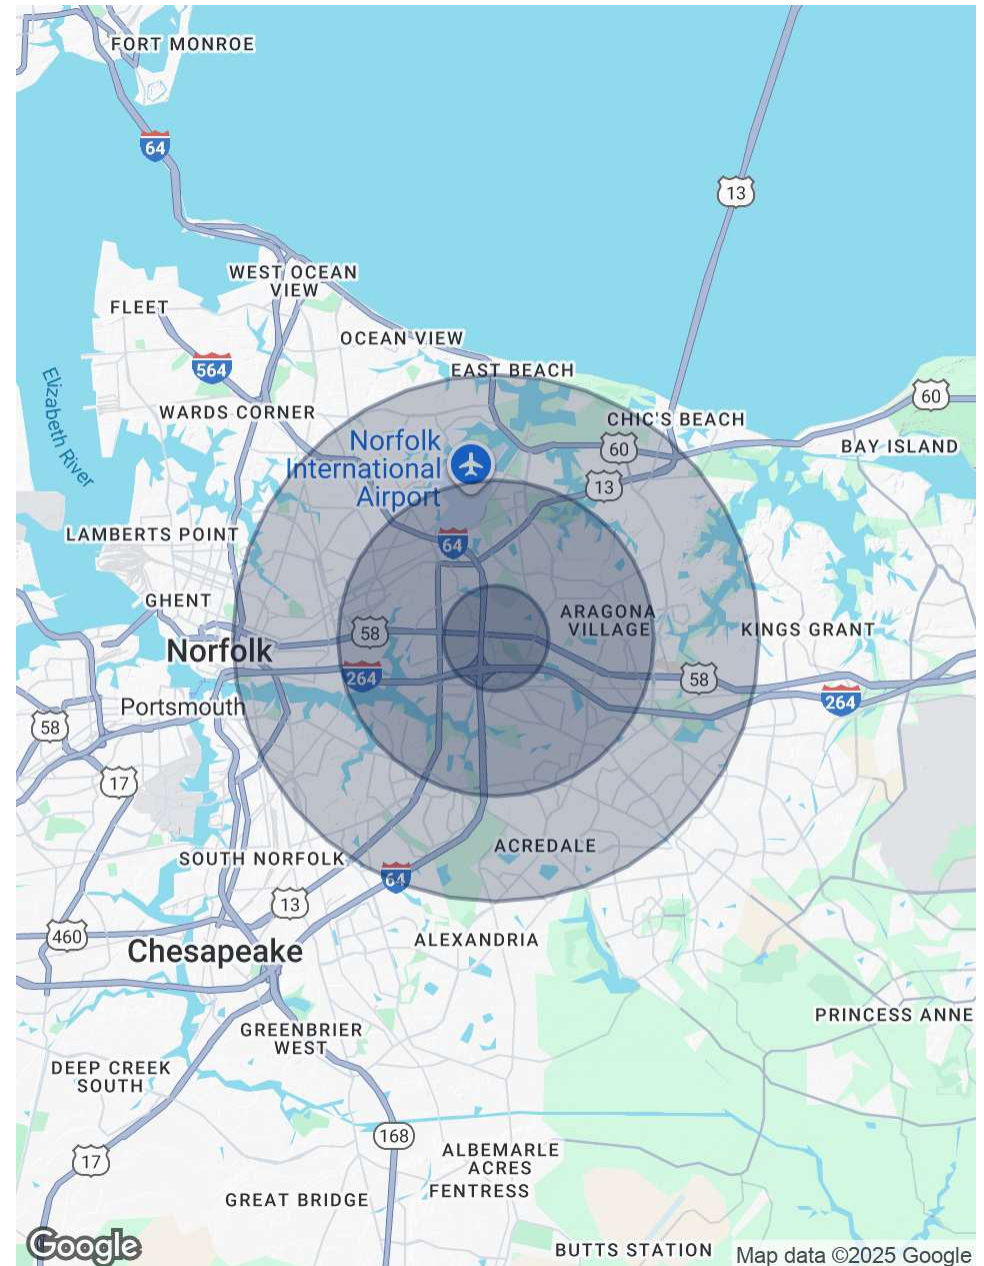 FORT MONROE
64
13
WEST OCEAN
VIEW
FLEET
OCEAN VIEW
564
EAST BEACH
60
Elizabeth River
WARDS CORNER
CHIC'S BEACH
Norfolk
International
Airport
60
BAY ISLAND
13
LAMBERTS POINT
64
GHENT
ARAGONA
VILLAGE
58
KINGS GRANT
Norfolk
264
58
264
Portsmouth
58
17
ACREDALE
SOUTH NORFOLK
64
13
460
ALEXANDRIA
Chesapeake
PRINCESS ANNE
GREENBRIER
WEST
DEEP CREEK
SOUTH
168
17
ALBEMARLE
ACRES
FENTRESS
GREAT BRIDGE
Google
BUTTS STATION
Map data ©2025 Google